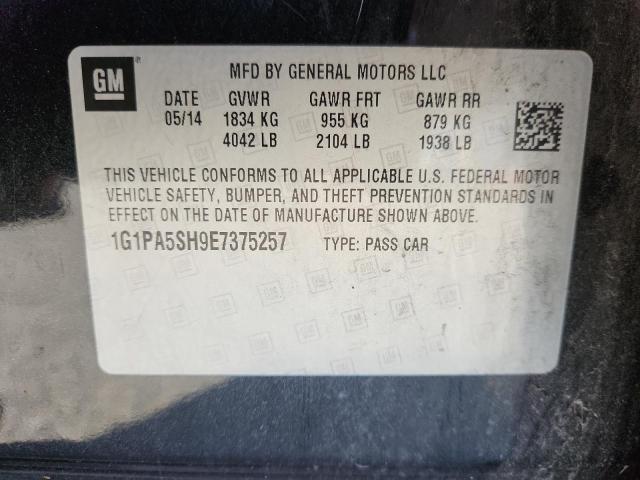 GM
MFD BY GENERAL MOTORS LLC
DATE GVWR GAWR FRT GAWR RR
05/14 1834 KG 955 KG 879 KG
4042 LB 2104 LB 1938 LB
THIS VEHICLE CONFORMS TO ALL APPLICABLE U.S. FEDERAL MOTOR
VEHICLE SAFETY, BUMPER, AND THEFT PREVENTION STANDARDS IN
EFFECT ON THE DATE OF MANUFACTURE SHOWN ABOVE.
1G1PA5SH9E7375257 TYPE: PASS CAR